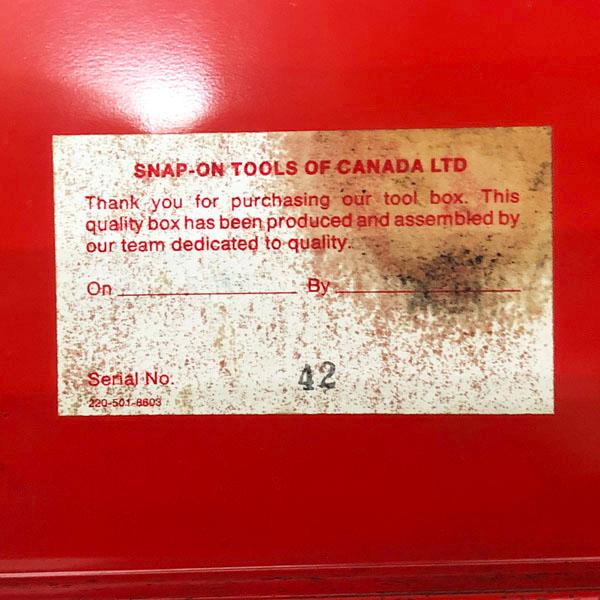 SNAP-ON TOOLS OF CANADA LTD
Thank you for purchasing our tool box. This
quality box has been produced and assembled by
our team dedicated to quality.
On By
Serial No. 42
220-501-8603